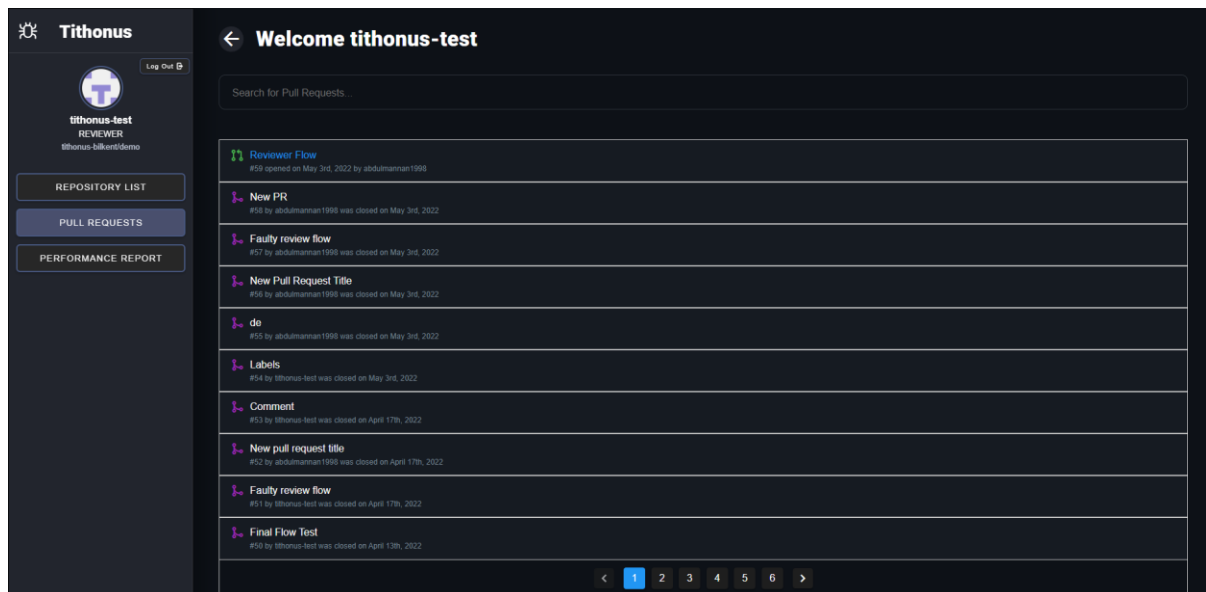 Tithonus
Log Out
tithonus-test
REVIEWER
tithonus-bilkent/demo
REPOSITORY LIST
PULL REQUESTS
PERFORMANCE REPORT
Welcome tithonus-test
Search for Pull Requests...
Reviewer Flow
#59 opened on May 3rd, 2022 by abdulmannan1998
New PR
#58 by abdulmannan1998 was closed on May 3rd, 2022
Faulty review flow
#57 by abdulmannan1998 was closed on May 3rd, 2022
New Pull Request Title
#56 by abdulmannan1998 was closed on May 3rd, 2022
de
#55 by abdulmannan1998 was closed on May 3rd, 2022
Labels
#54 by tithonus-test was closed on May 3rd, 2022
Comment
#53 by tithonus-test was closed on April 17th, 2022
New pull request title
#52 by abdulmannan1998 was closed on April 17th, 2022
Faulty review flow
#51 by tithonus-test was closed on April 17th, 2022
Final Flow Test
#50 by tithonus-test was closed on April 13th, 2022
< 1 2 3 4 5 6 >